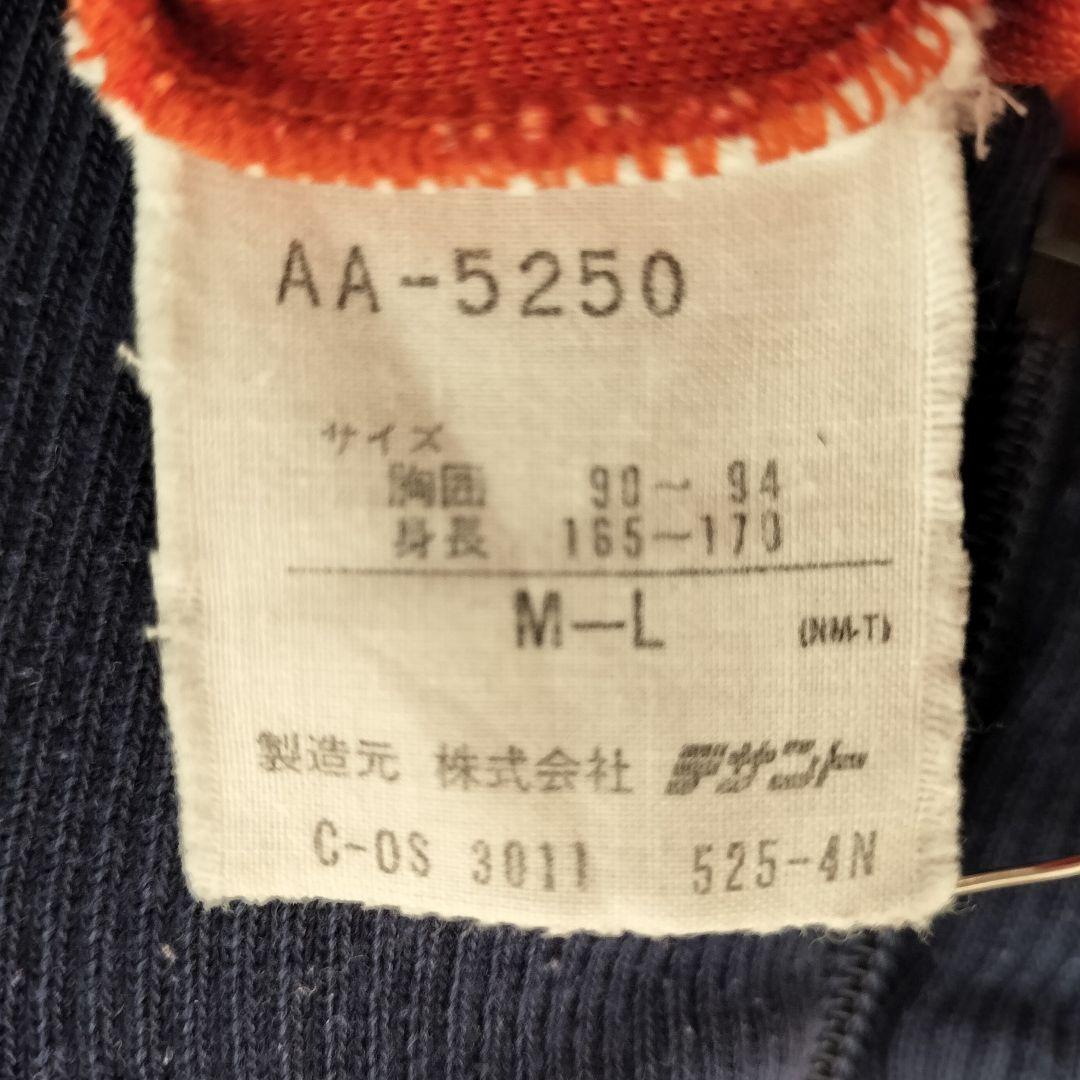 AA-5250
サイズ
胸囲 90～94
身長 165～170
M－L (NM-T)
製造元 株式会社 デサント
C-OS 3011 525-4N